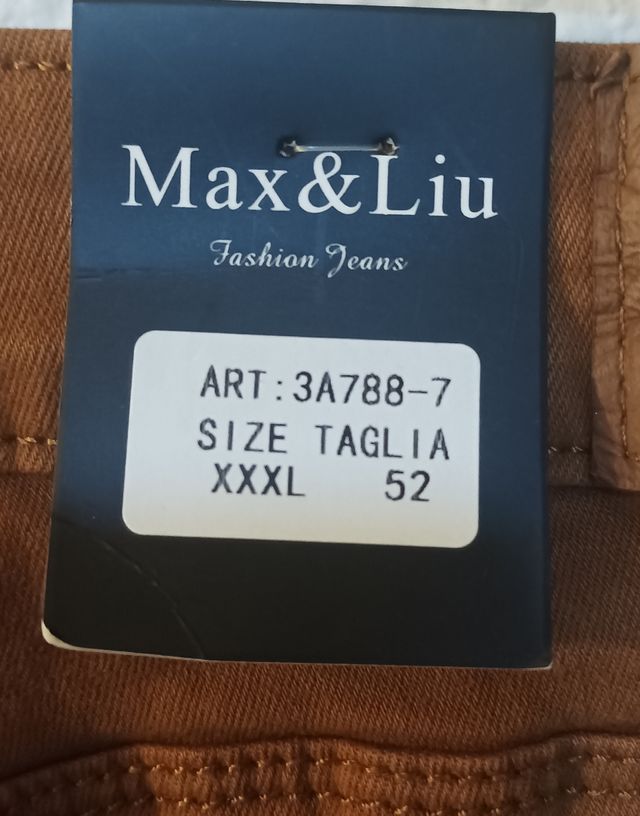 Max&Liu
Fashion Jeans
ART:3A788-7
SIZE TAGLIA
XXXL 52